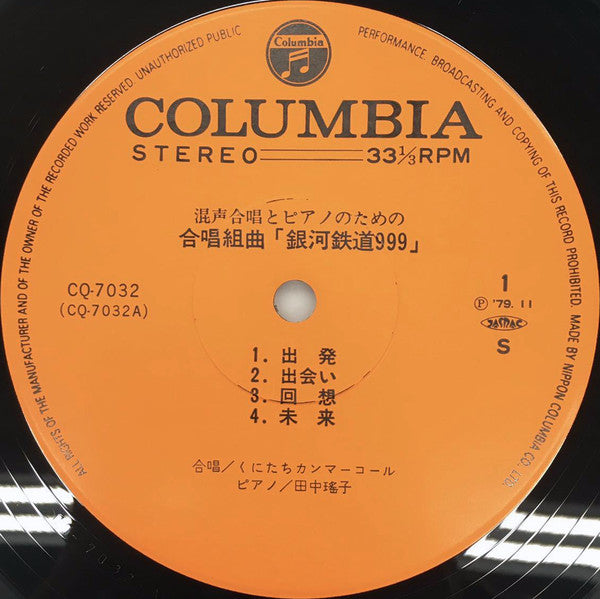 ALL RIGHTS OF THE MANUFACTURER AND OF THE OWNER OF THE RECORDED WORK RESERVED. UNAUTHORIZED PUBLIC PERFORMANCE, BROADCASTING AND COPYING OF THIS RECORD PROHIBITED. MADE BY NIPPON COLUMBIA CO., LTD.
Columbia
COLUMBIA
STEREO 33 1/3 RPM
混声合唱とピアノのための
合唱組曲「銀河鉄道999」
CQ-7032
(CQ-7032A)
1
Ⓟ '79. 11
JASRAC
S
1. 出 発
2. 出会い
3. 回 想
4. 未 来
合唱/くにたちカンマーコール
ピアノ/田中瑤子